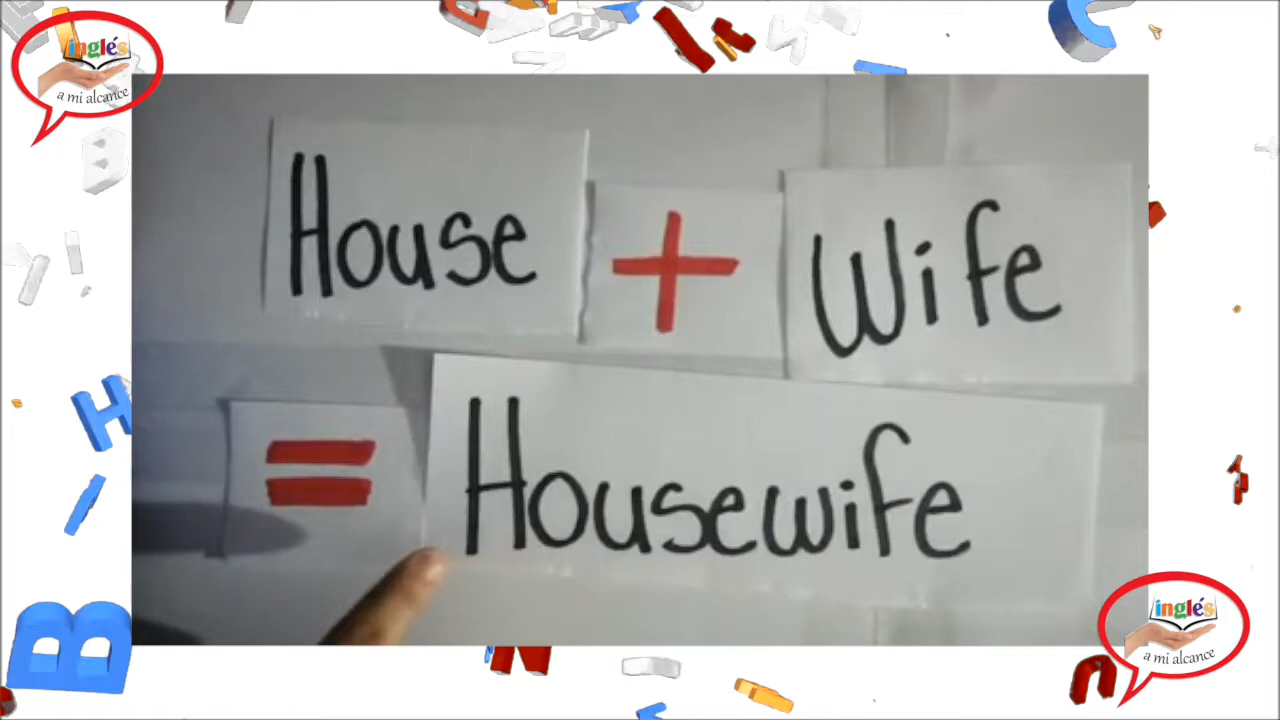 inglés
a mi alcance
House + Wife
= Housewife
inglés
a mi alcance